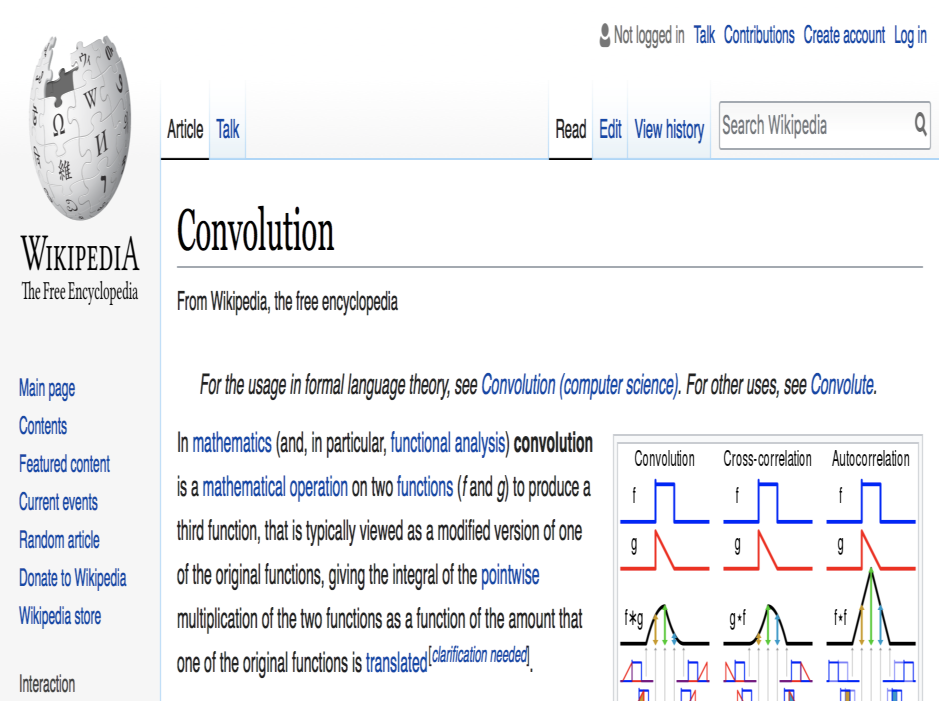 Not logged in Talk Contributions Create account Log in
Article Talk Read Edit View history Search Wikipedia
WIKIPEDIA
The Free Encyclopedia
Main page
Contents
Featured content
Current events
Random article
Donate to Wikipedia
Wikipedia store
Interaction
Convolution
From Wikipedia, the free encyclopedia
For the usage in formal language theory, see Convolution (computer science). For other uses, see Convolute.
In mathematics (and, in particular, functional analysis) convolution
is a mathematical operation on two functions (f and g) to produce a
third function, that is typically viewed as a modified version of one
of the original functions, giving the integral of the pointwise
multiplication of the two functions as a function of the amount that
one of the original functions is translated[clarification needed].
Convolution Cross-correlation Autocorrelation
f f f
g g g
f∗g g⋆f f⋆f